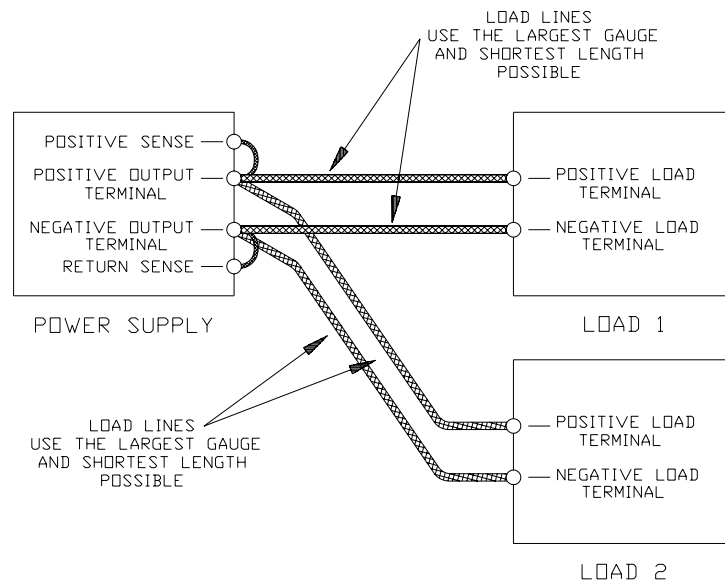 LOAD LINES
USE THE LARGEST GAUGE
AND SHORTEST LENGTH
POSSIBLE
POSITIVE SENSE
POSITIVE OUTPUT
TERMINAL
NEGATIVE OUTPUT
TERMINAL
RETURN SENSE
POWER SUPPLY
POSITIVE LOAD
TERMINAL
NEGATIVE LOAD
TERMINAL
LOAD 1
LOAD LINES
USE THE LARGEST GAUGE
AND SHORTEST LENGTH
POSSIBLE
POSITIVE LOAD
TERMINAL
NEGATIVE LOAD
TERMINAL
LOAD 2